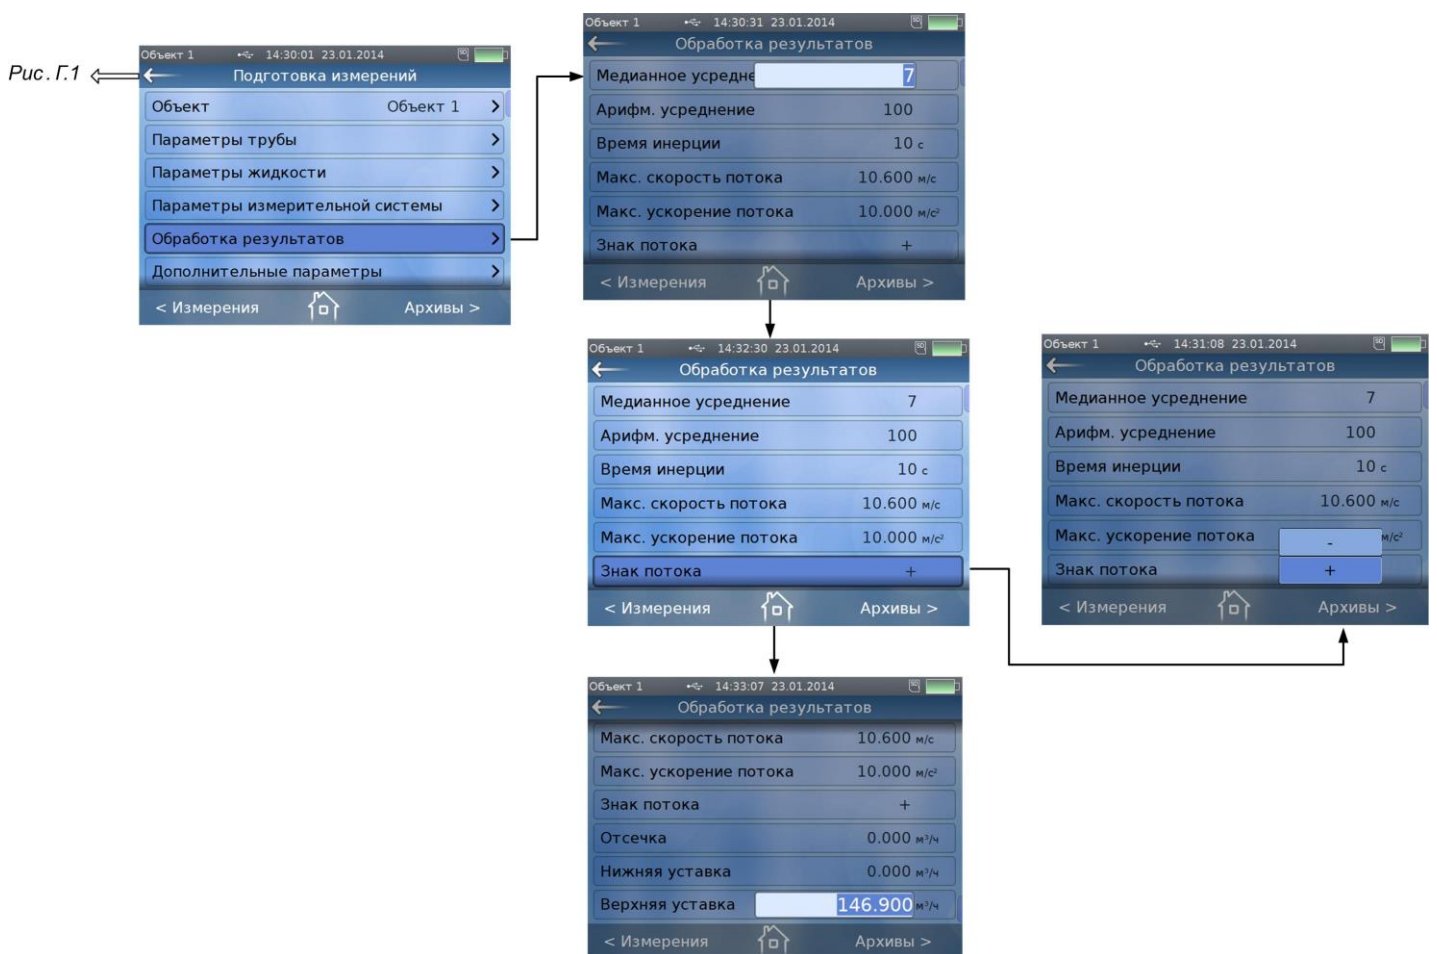 Рис. Г.1
Объект 1 14:30:01 23.01.2014 SD
Подготовка измерений
Объект Объект 1 >
Параметры трубы >
Параметры жидкости >
Параметры измерительной системы >
Обработка результатов >
Дополнительные параметры >
< Измерения Архивы >
Объект 1 14:30:31 23.01.2014 SD
Обработка результатов
Медианное усредне 7
Арифм. усреднение 100
Время инерции 10 с
Макс. скорость потока 10.600 м/с
Макс. ускорение потока 10.000 м/с²
Знак потока +
< Измерения Архивы >
Объект 1 14:32:30 23.01.2014 SD
Обработка результатов
Медианное усреднение 7
Арифм. усреднение 100
Время инерции 10 с
Макс. скорость потока 10.600 м/с
Макс. ускорение потока 10.000 м/с²
Знак потока +
< Измерения Архивы >
Объект 1 14:31:08 23.01.2014 SD
Обработка результатов
Медианное усреднение 7
Арифм. усреднение 100
Время инерции 10 с
Макс. скорость потока 10.600 м/с
Макс. ускорение потока - м/с²
Знак потока +
< Измерения Архивы >
Объект 1 14:33:07 23.01.2014 SD
Обработка результатов
Макс. скорость потока 10.600 м/с
Макс. ускорение потока 10.000 м/с²
Знак потока +
Отсечка 0.000 м³/ч
Нижняя уставка 0.000 м³/ч
Верхняя уставка 146.900 м³/ч
< Измерения Архивы >